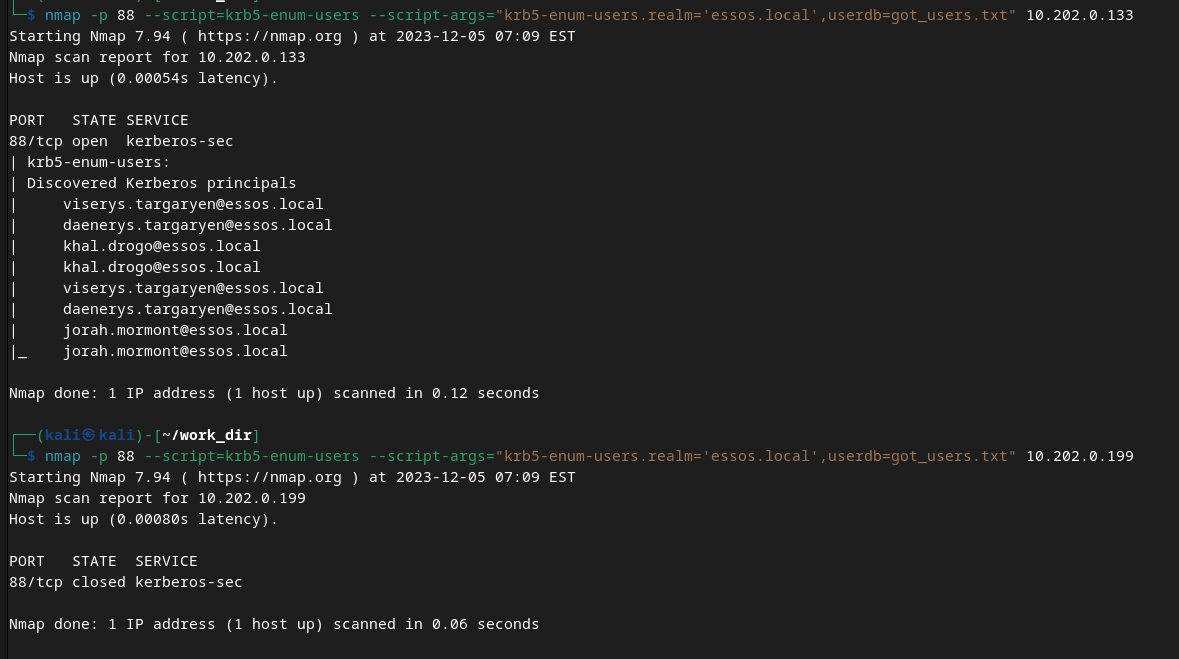 └─$ nmap -p 88 --script=krb5-enum-users --script-args="krb5-enum-users.realm='essos.local',userdb=got_users.txt" 10.202.0.133
Starting Nmap 7.94 ( https://nmap.org ) at 2023-12-05 07:09 EST
Nmap scan report for 10.202.0.133
Host is up (0.00054s latency).

PORT   STATE SERVICE
88/tcp open  kerberos-sec
| krb5-enum-users:
| Discovered Kerberos principals
|     viserys.targaryen@essos.local
|     daenerys.targaryen@essos.local
|     khal.drogo@essos.local
|     khal.drogo@essos.local
|     viserys.targaryen@essos.local
|     daenerys.targaryen@essos.local
|     jorah.mormont@essos.local
|_    jorah.mormont@essos.local

Nmap done: 1 IP address (1 host up) scanned in 0.12 seconds

┌──(kali㉿kali)-[~/work_dir]
└─$ nmap -p 88 --script=krb5-enum-users --script-args="krb5-enum-users.realm='essos.local',userdb=got_users.txt" 10.202.0.199
Starting Nmap 7.94 ( https://nmap.org ) at 2023-12-05 07:09 EST
Nmap scan report for 10.202.0.199
Host is up (0.00080s latency).

PORT   STATE  SERVICE
88/tcp closed kerberos-sec

Nmap done: 1 IP address (1 host up) scanned in 0.06 seconds